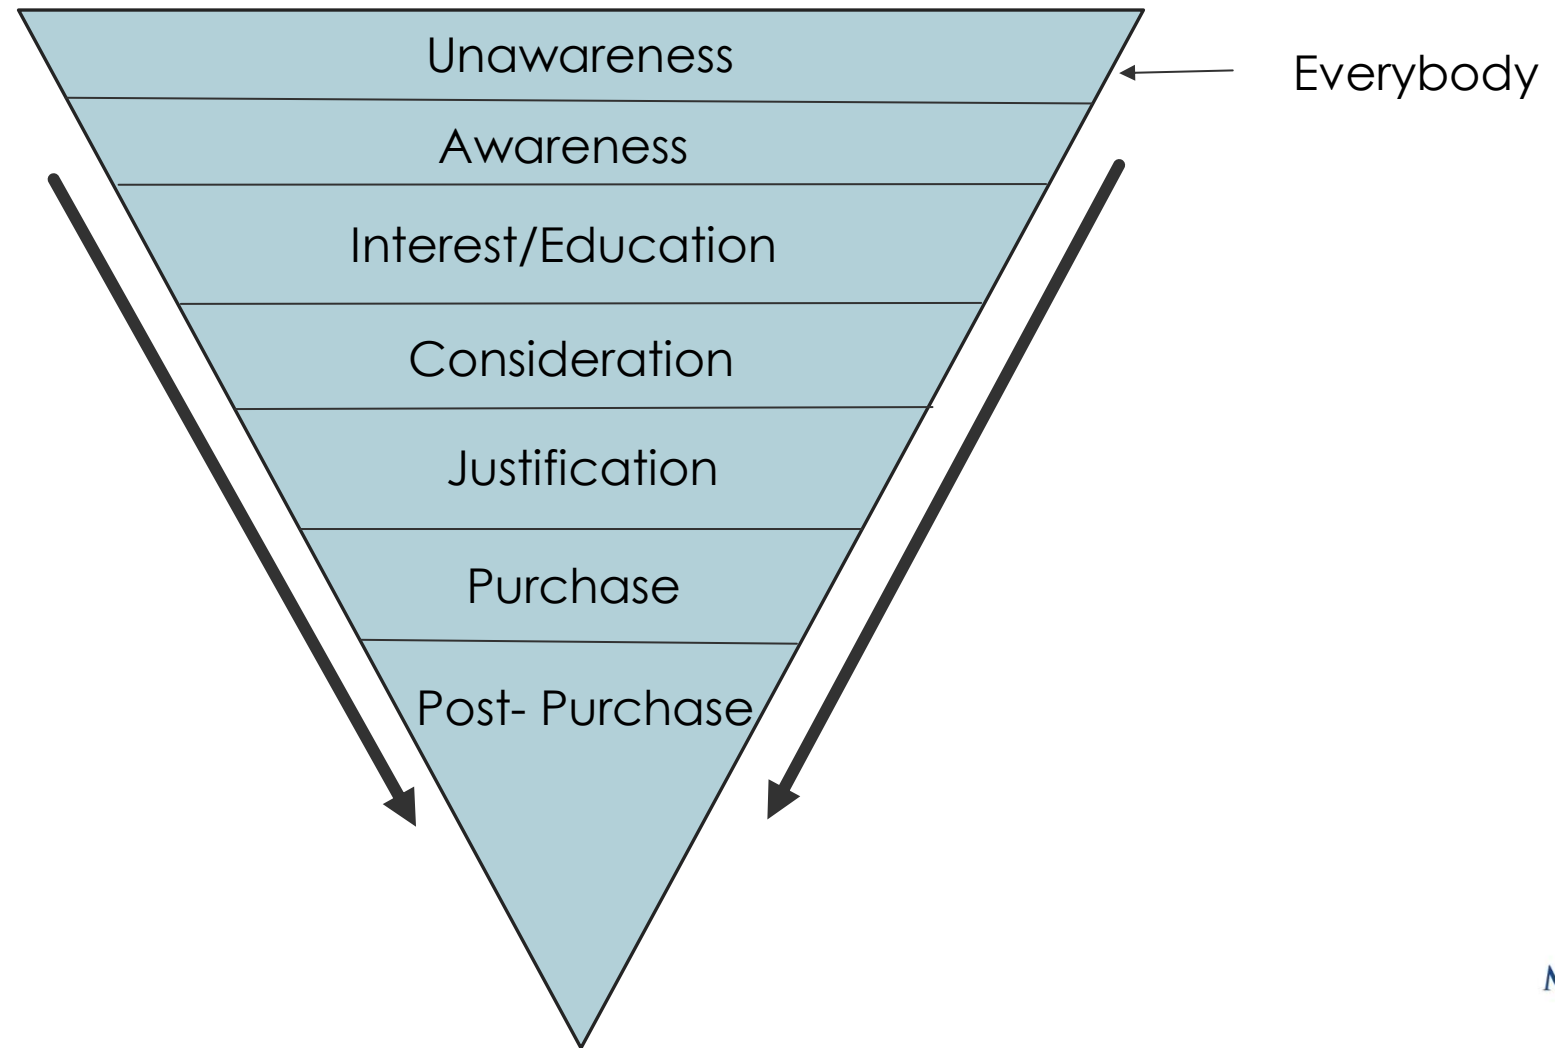 Unawareness
Everybody
Awareness
Interest/Education
Consideration
Justification
Purchase
Post- Purchase